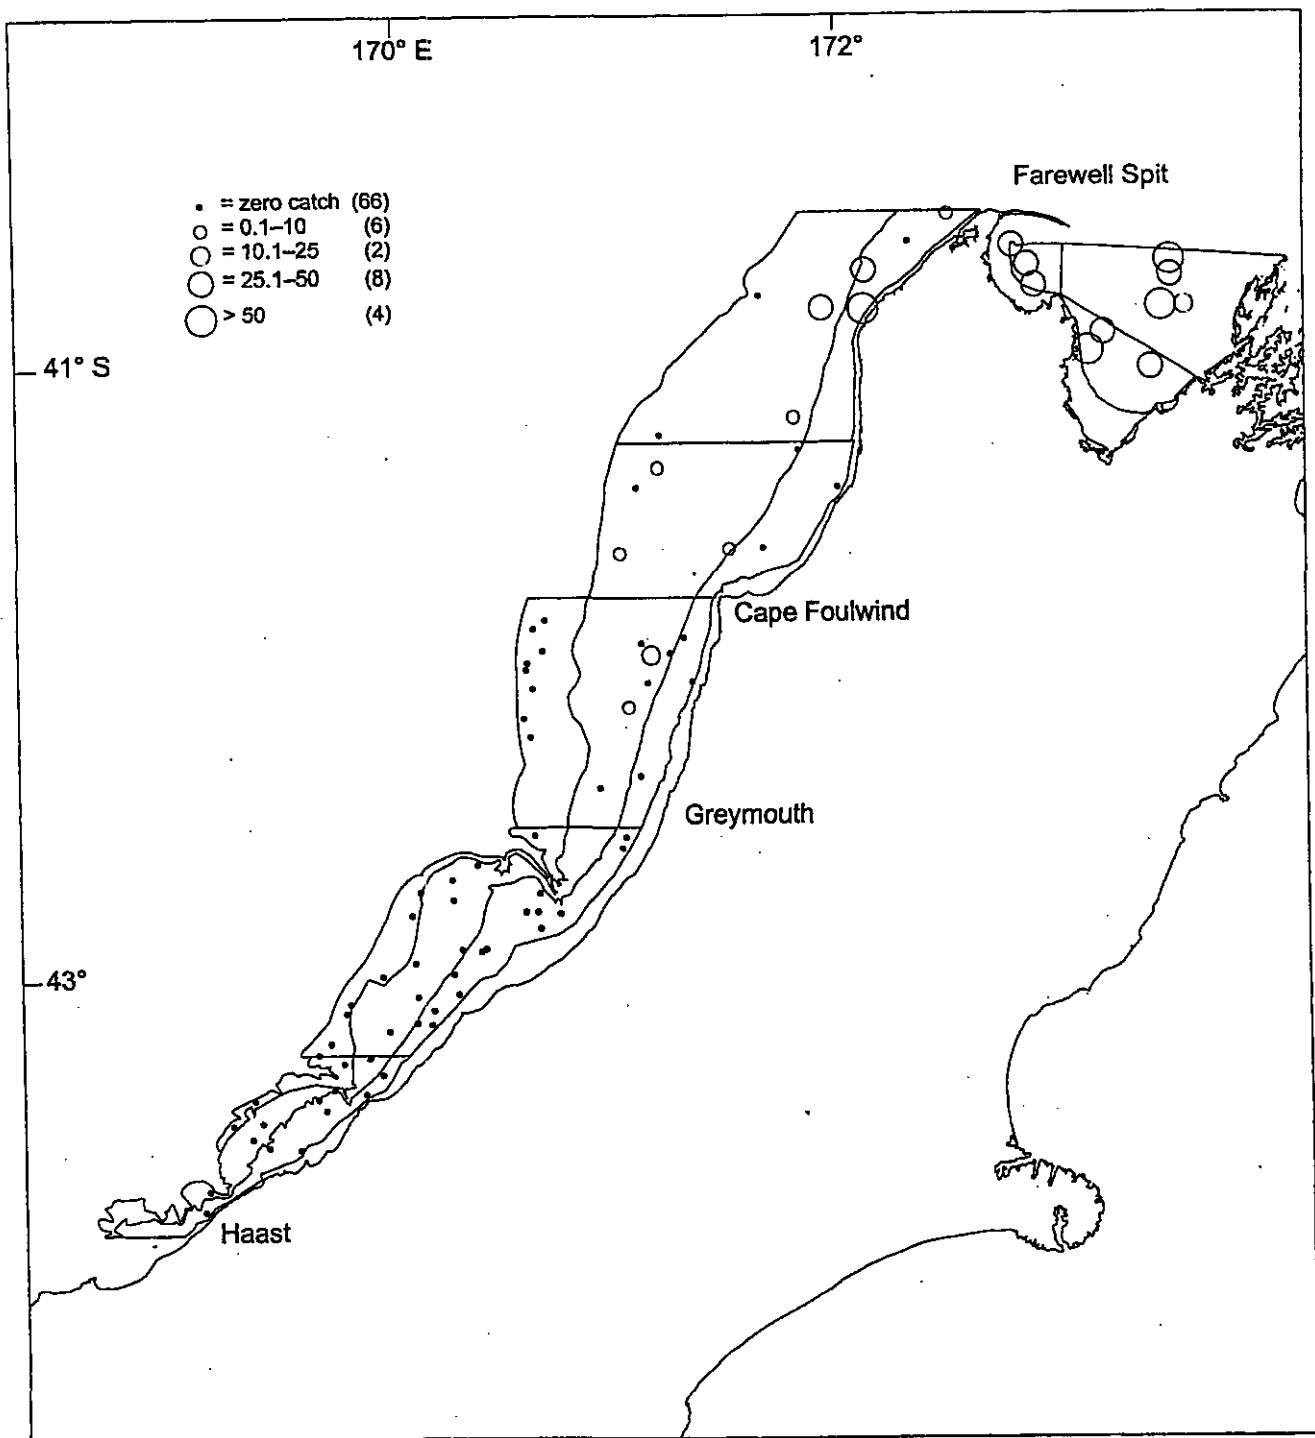 170° E
172°
Farewell Spit
• = zero catch (66)
○ = 0.1–10 (6)
○ = 10.1–25 (2)
○ = 25.1–50 (8)
○ > 50 (4)
41° S
Cape Foulwind
Greymouth
43°
Haast